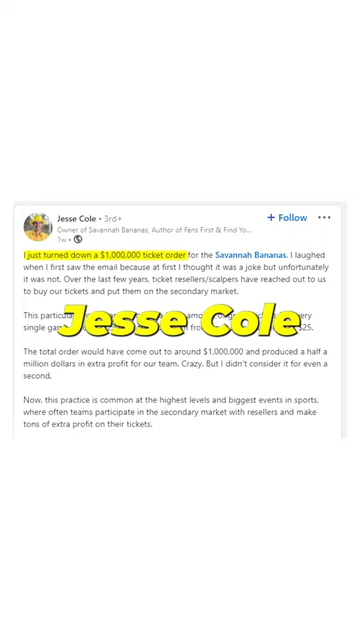 Jesse Cole • 3rd+
+ Follow ...
Owner of Savannah Bananas, Author of Fans First & Find Yo...
1w •
I just turned down a $1,000,000 ticket order for the Savannah Bananas. I laughed
when I first saw the email because at first I thought it was a joke but unfortunately
it was not. Over the last few years, ticket resellers/scalpers have reached out to us
to buy our tickets and put them on the secondary market.
This particular
Jesse Cole
single $25.
The total order would have come out to around $1,000,000 and produced a half a
million dollars in extra profit for our team. Crazy. But I didn't consider it for even a
second.
Now, this practice is common at the highest levels and biggest events in sports,
where often teams participate in the secondary market with resellers and make
tons of extra profit on their tickets.